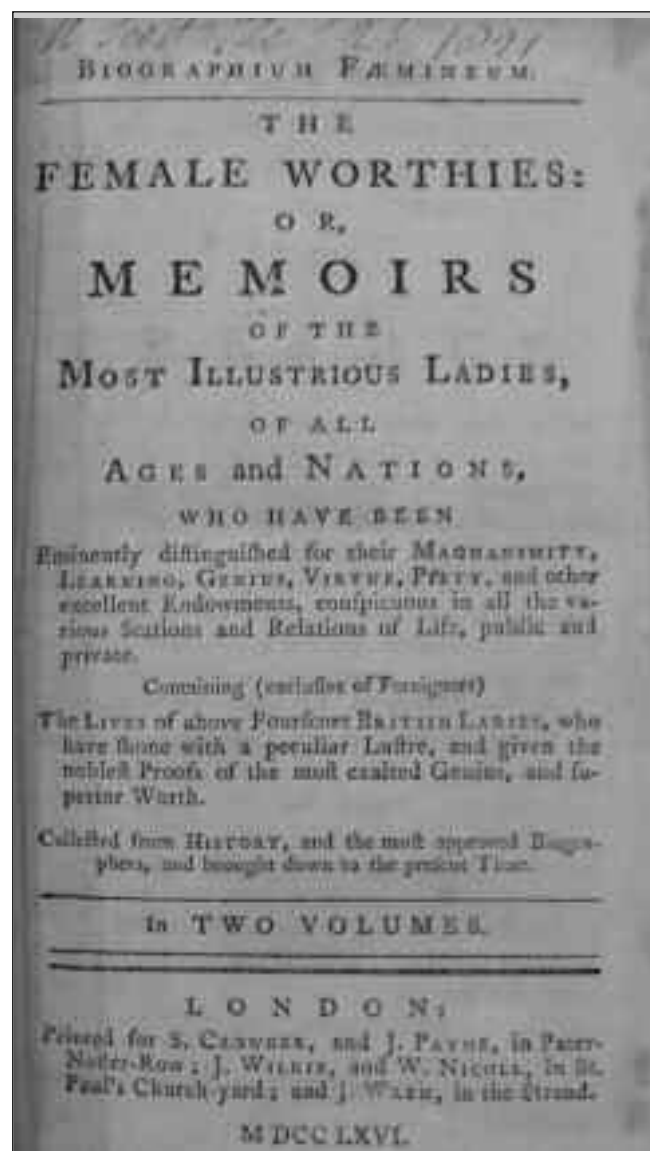 BIOGRAPHIUM FÆMINEUM.
THE
FEMALE WORTHIES:
OR,
MEMOIRS
OF THE
MOST ILLUSTRIOUS LADIES,
OF ALL
AGES and NATIONS,
WHO HAVE BEEN
Eminently diſtinguiſhed for their MAGNANIMITY,
LEARNING, GENIUS, VIRTUE, PIETY, and other
excellent Endowments, conſpicuous in all the va-
rious Stations and Relations of Life, public and
private.
Containing (excluſive of Foreigners)
The LIVES of above Fourſcore BRITISH LADIES, who
have ſhone with a peculiar Luſtre, and given the
nobleſt Proofs of the moſt exalted Genius, and ſu-
perior Worth.
Collected from HISTORY, and the moſt approved Biogra-
phers, and brought down to the preſent Time.
In TWO VOLUMES.
LONDON:
Printed for S. CROWDER, and J. PAYNE, in Pater-
Noſter-Row; J. WILKIE, and W. NICOLL, in St.
Paul's Church-yard; and J. in the Strand.
MDCCLXVI.